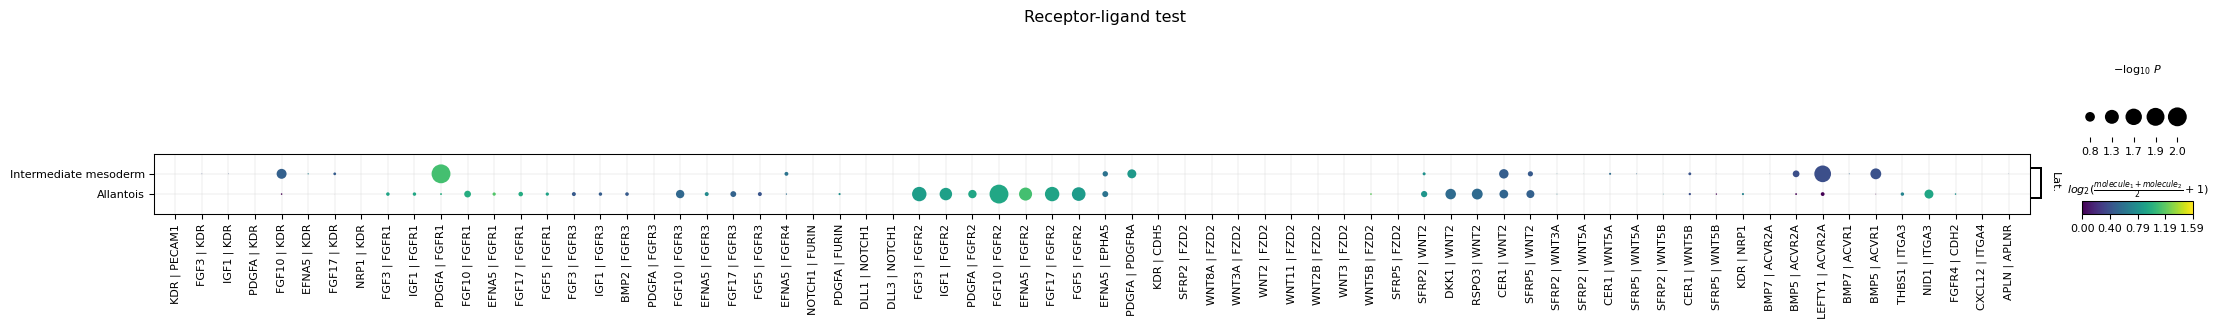 Receptor-ligand test
−log10 P
0.8 1.3 1.7 1.9 2.0
Intermediate mesoderm
Allantois
Lat.
log2((molecule1+molecule2)/2 + 1)
0.00 0.40 0.79 1.19 1.59
KDR | PECAM1
FGF3 | KDR
IGF1 | KDR
PDGFA | KDR
FGF10 | KDR
EFNA5 | KDR
FGF17 | KDR
NRP1 | KDR
FGF3 | FGFR1
IGF1 | FGFR1
PDGFA | FGFR1
FGF10 | FGFR1
EFNA5 | FGFR1
FGF17 | FGFR1
FGF5 | FGFR1
FGF3 | FGFR3
IGF1 | FGFR3
BMP2 | FGFR3
PDGFA | FGFR3
FGF10 | FGFR3
EFNA5 | FGFR3
FGF17 | FGFR3
FGF5 | FGFR3
EFNA5 | FGFR4
NOTCH1 | FURIN
PDGFA | FURIN
DLL1 | NOTCH1
DLL3 | NOTCH1
FGF3 | FGFR2
IGF1 | FGFR2
PDGFA | FGFR2
FGF10 | FGFR2
EFNA5 | FGFR2
FGF17 | FGFR2
FGF5 | FGFR2
EFNA5 | EPHA5
PDGFA | PDGFRA
KDR | CDH5
SFRP2 | FZD2
WNT8A | FZD2
WNT3A | FZD2
WNT2 | FZD2
WNT11 | FZD2
WNT2B | FZD2
WNT3 | FZD2
WNT5B | FZD2
SFRP5 | FZD2
SFRP2 | WNT2
DKK1 | WNT2
RSPO3 | WNT2
CER1 | WNT2
SFRP5 | WNT2
SFRP2 | WNT3A
SFRP2 | WNT5A
CER1 | WNT5A
SFRP5 | WNT5A
SFRP2 | WNT5B
CER1 | WNT5B
SFRP5 | WNT5B
KDR | NRP1
BMP7 | ACVR2A
BMP5 | ACVR2A
LEFTY1 | ACVR2A
BMP7 | ACVR1
BMP5 | ACVR1
THBS1 | ITGA3
NID1 | ITGA3
FGFR4 | CDH2
CXCL12 | ITGA4
APLN | APLNR